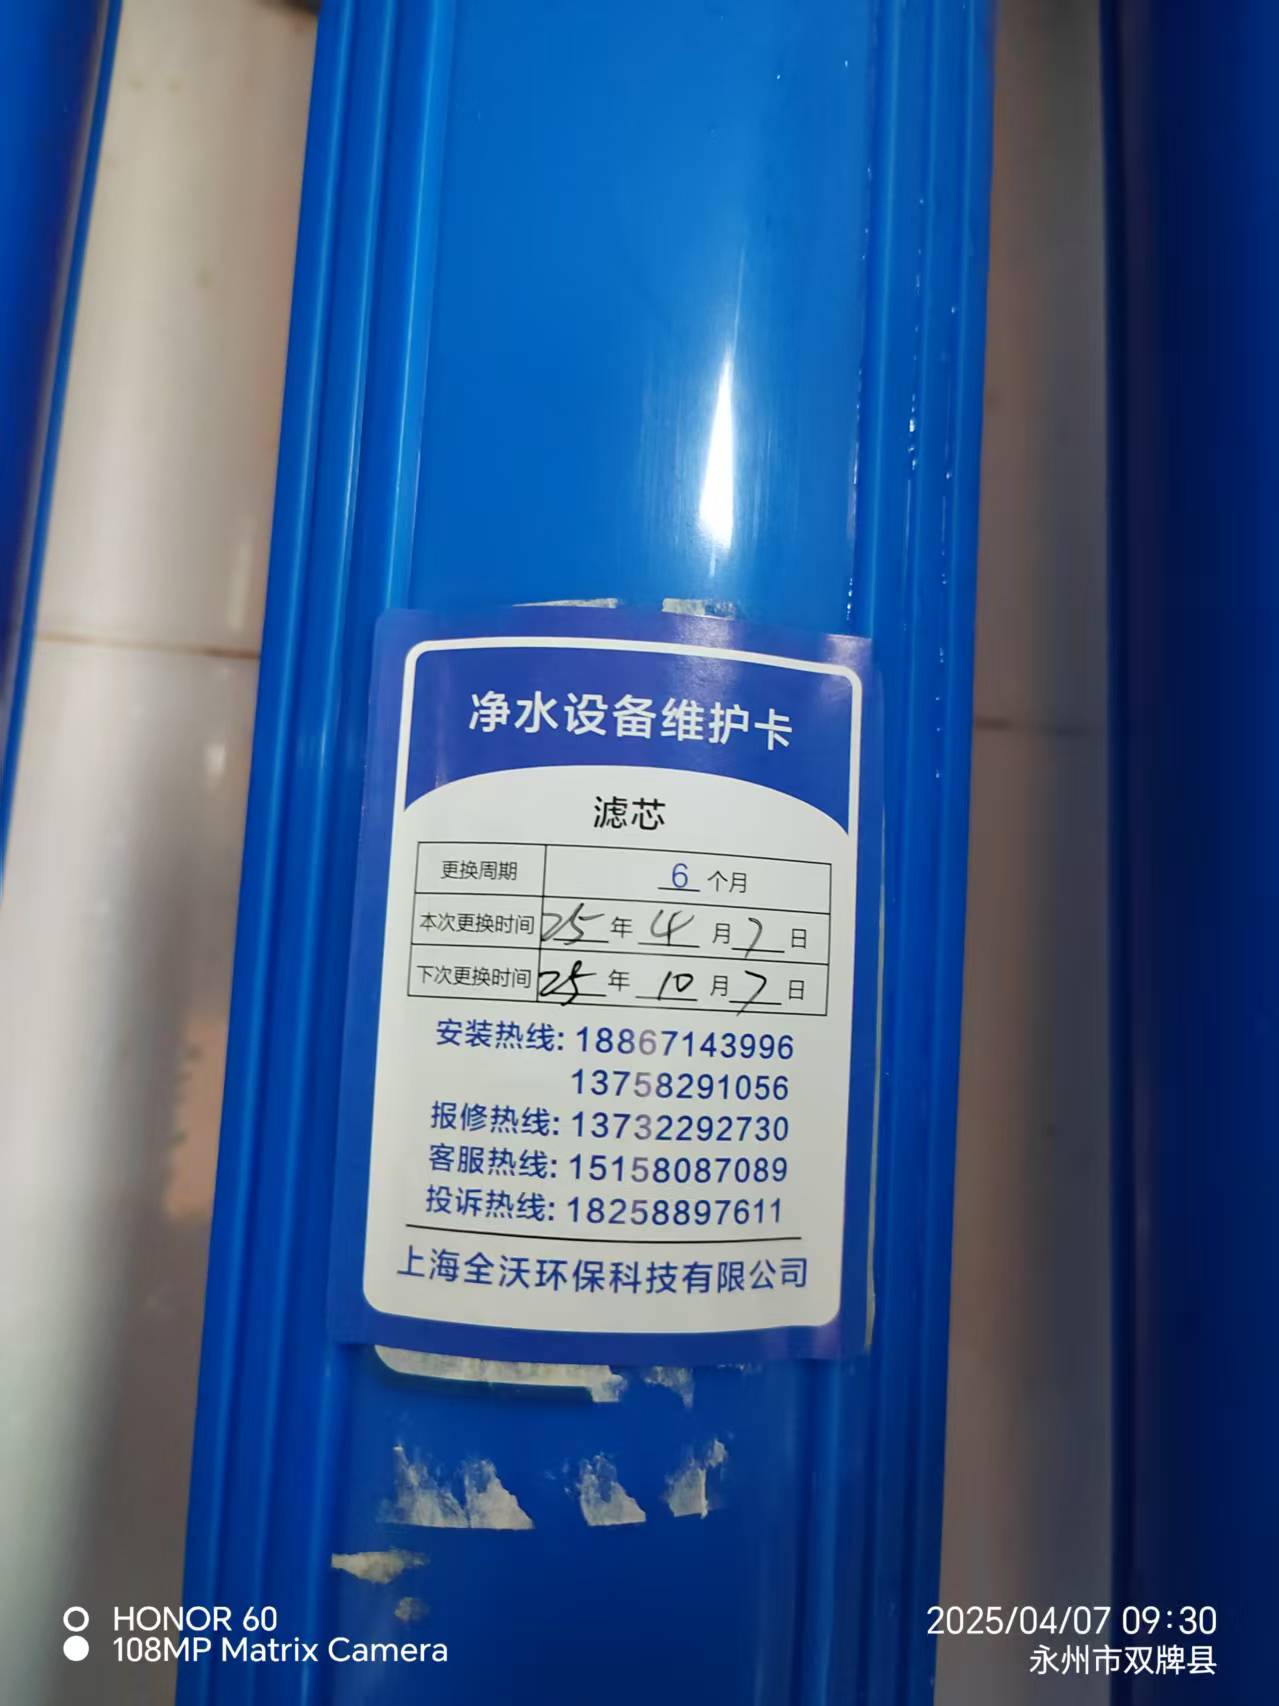 净水设备维护卡
滤芯
更换周期 6 个月
本次更换时间 25 年 4 月 7 日
下次更换时间 25 年 10 月 7 日
安装热线: 18867143996
13758291056
报修热线: 13732292730
客服热线: 15158087089
投诉热线: 18258897611
上海全沃环保科技有限公司
HONOR 60
108MP Matrix Camera
2025/04/07 09:30
永州市双牌县